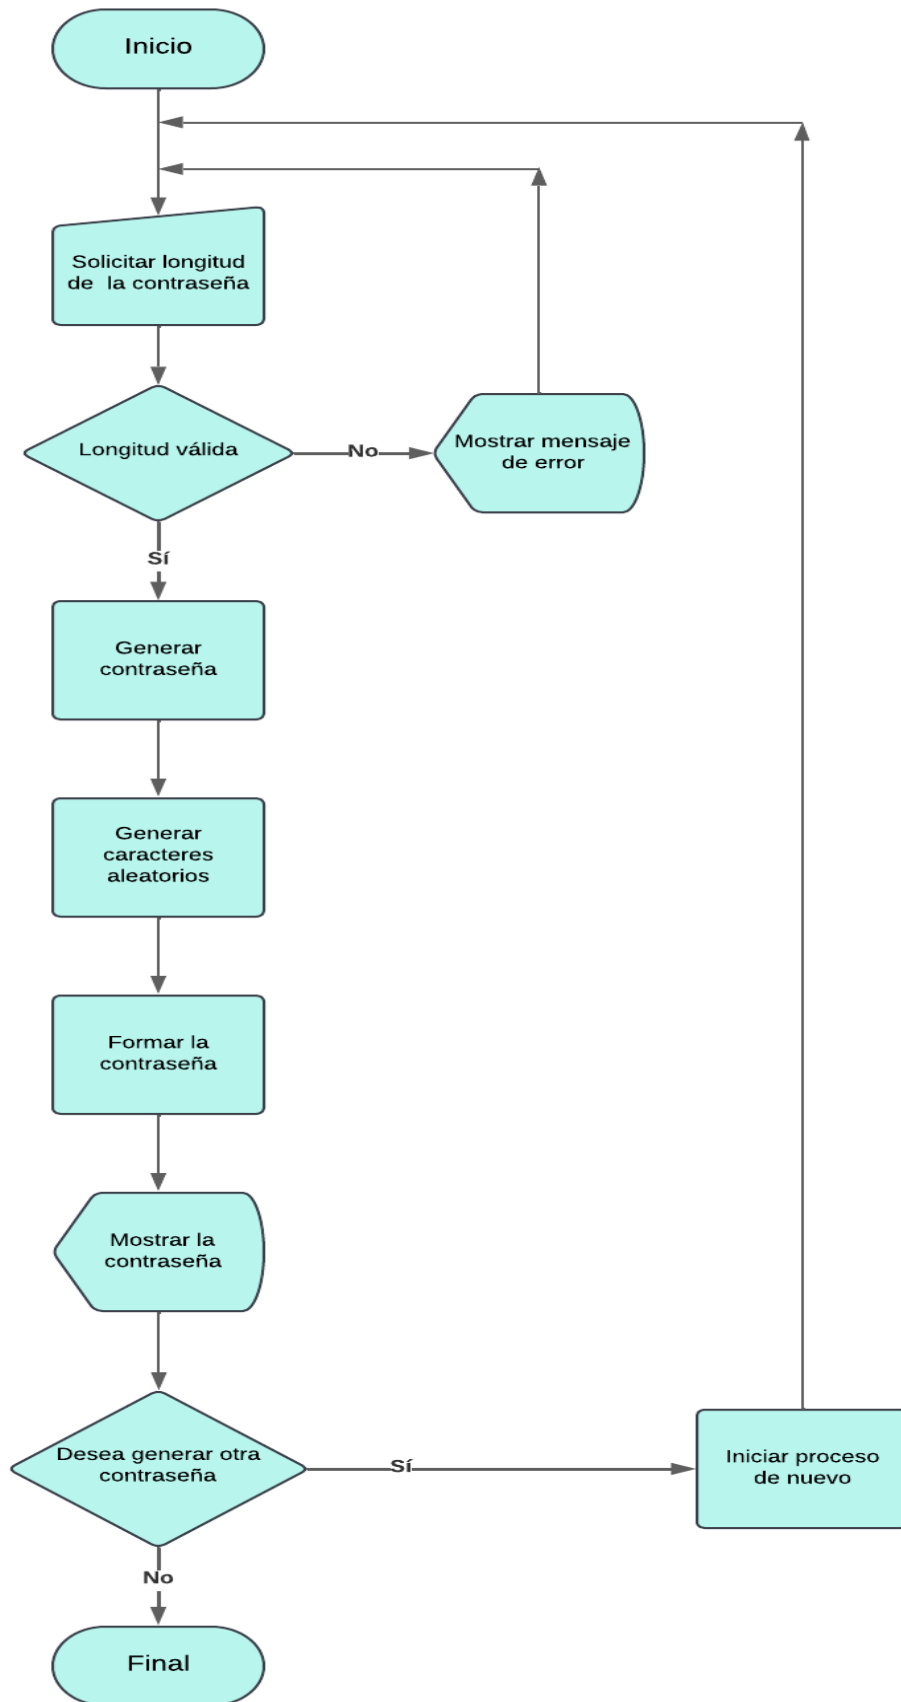 Inicio
Solicitar longitud
de la contraseña
Longitud válida
No
Mostrar mensaje
de error
Sí
Generar
contraseña
Generar
caracteres
aleatorios
Formar la
contraseña
Mostrar la
contraseña
Desea generar otra
contraseña
Sí
Iniciar proceso
de nuevo
No
Final